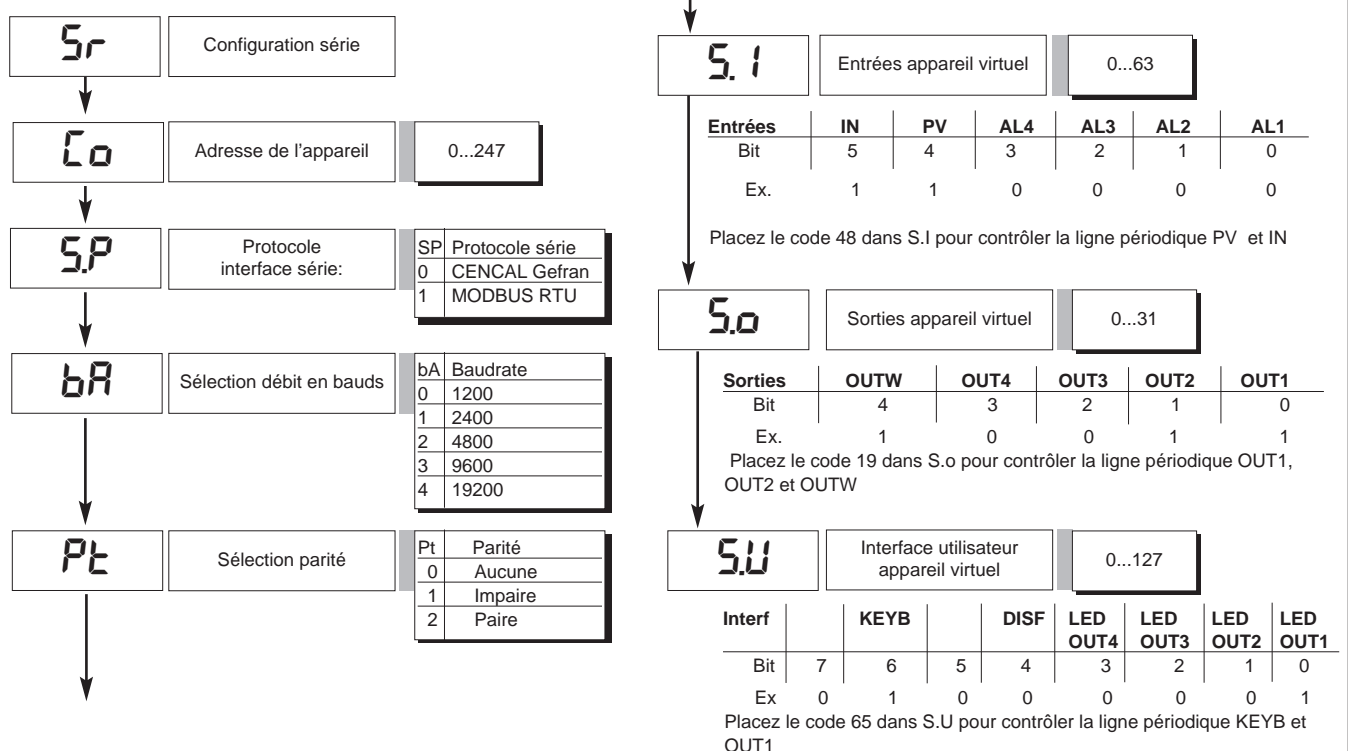 Sr
Configuration série
Co
Adresse de l'appareil
0...247
S.P
Protocole
interface série:
SP Protocole série
0 CENCAL Gefran
1 MODBUS RTU
bA
Sélection débit en bauds
bA Baudrate
0 1200
1 2400
2 4800
3 9600
4 19200
Pt
Sélection parité
Pt Parité
0 Aucune
1 Impaire
2 Paire
S.I
Entrées appareil virtuel
0...63
Entrées IN PV AL4 AL3 AL2 AL1
Bit 5 4 3 2 1 0
Ex. 1 1 0 0 0 0
Placez le code 48 dans S.I pour contrôler la ligne périodique PV et IN
S.o
Sorties appareil virtuel
0...31
Sorties OUTW OUT4 OUT3 OUT2 OUT1
Bit 4 3 2 1 0
Ex. 1 0 0 1 1
Placez le code 19 dans S.o pour contrôler la ligne périodique OUT1,
OUT2 et OUTW
S.U
Interface utilisateur
appareil virtuel
0...127
Interf KEYB DISF LED LED LED LED
OUT4 OUT3 OUT2 OUT1
Bit 7 6 5 4 3 2 1 0
Ex 0 1 0 0 0 0 0 1
Placez le code 65 dans S.U pour contrôler la ligne périodique KEYB et
OUT1